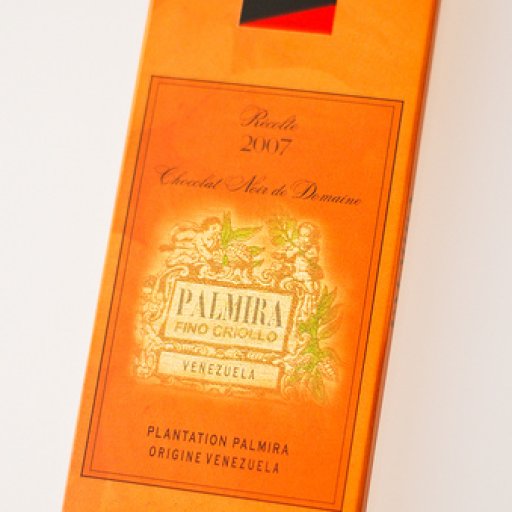 Récolte
2007
Chocolat Noir de Domaine
PALMIRA
FINO CRIOLLO
VENEZUELA
PLANTATION PALMIRA
ORIGINE VENEZUELA